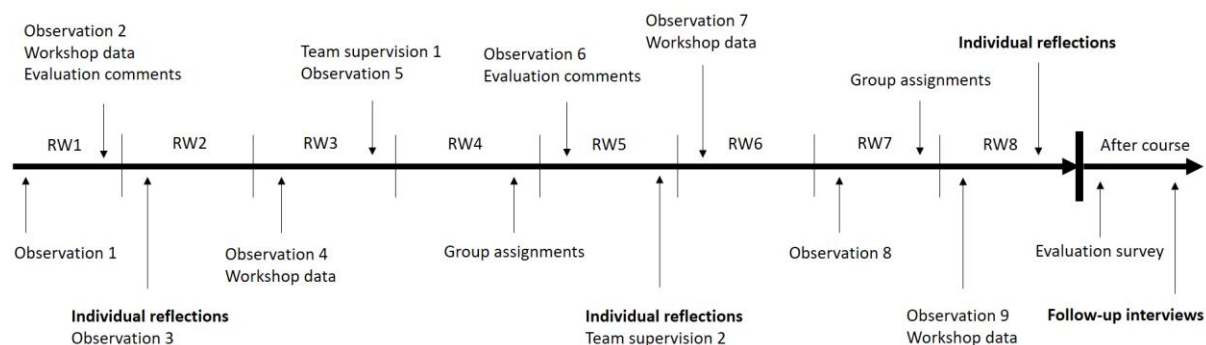 Observation 2
Workshop data
Evaluation comments
Team supervision 1
Observation 5
Observation 6
Evaluation comments
Observation 7
Workshop data
Group assignments
Individual reflections
RW1
RW2
RW3
RW4
RW5
RW6
RW7
RW8
After course
Observation 1
Individual reflections
Observation 3
Observation 4
Workshop data
Group assignments
Individual reflections
Team supervision 2
Observation 8
Observation 9
Workshop data
Evaluation survey
Follow-up interviews